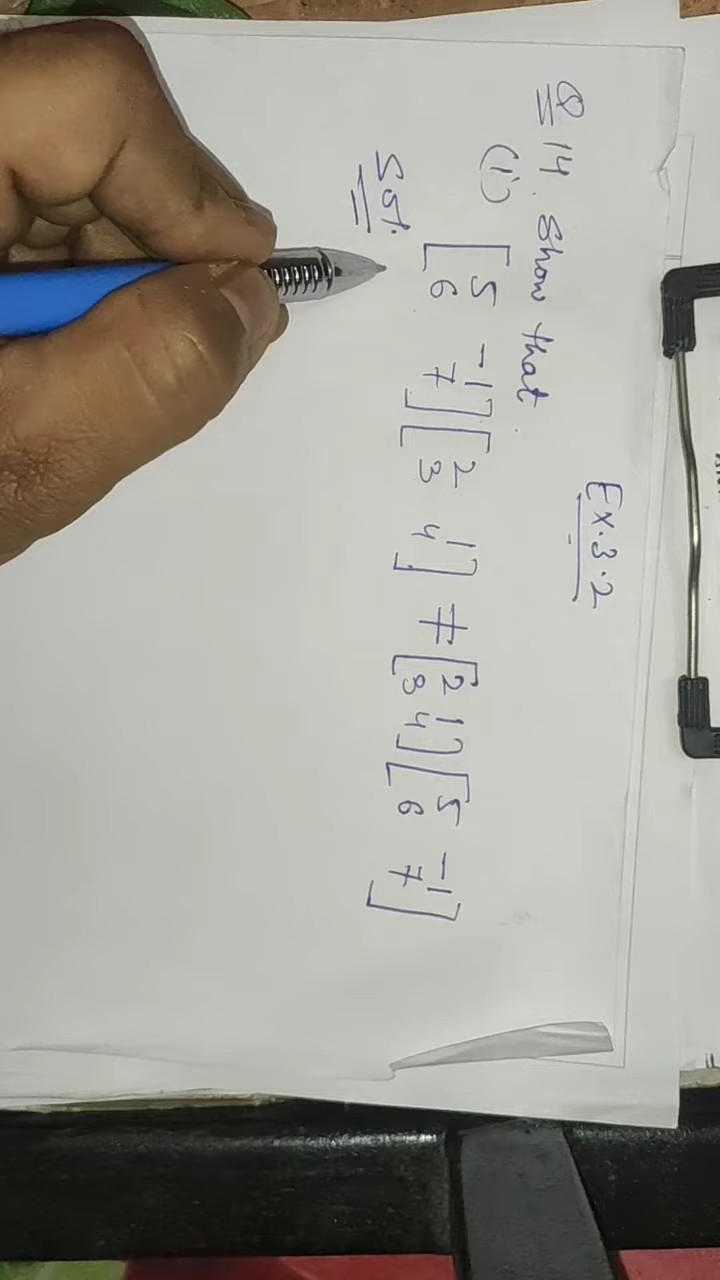 Ex.3.2
Q 14. Show that
(i) [5 -1] [2 1] ≠ [2 1] [5 -1]
[6 7] [3 4] [3 4] [6 7]
Sol.